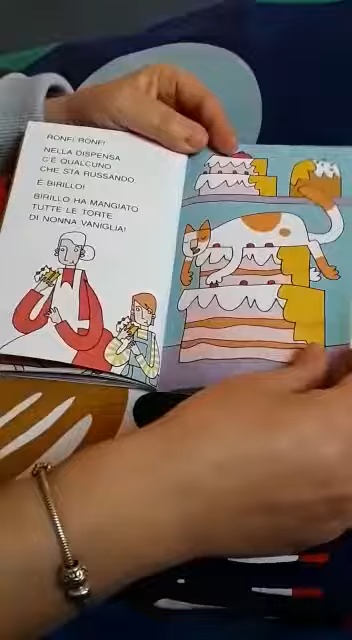 RONF! RONF!
NELLA DISPENSA
C'È QUALCUNO
CHE STA RUSSANDO.
È BIRILLO!
BIRILLO HA MANGIATO
TUTTE LE TORTE
DI NONNA VANIGLIA!